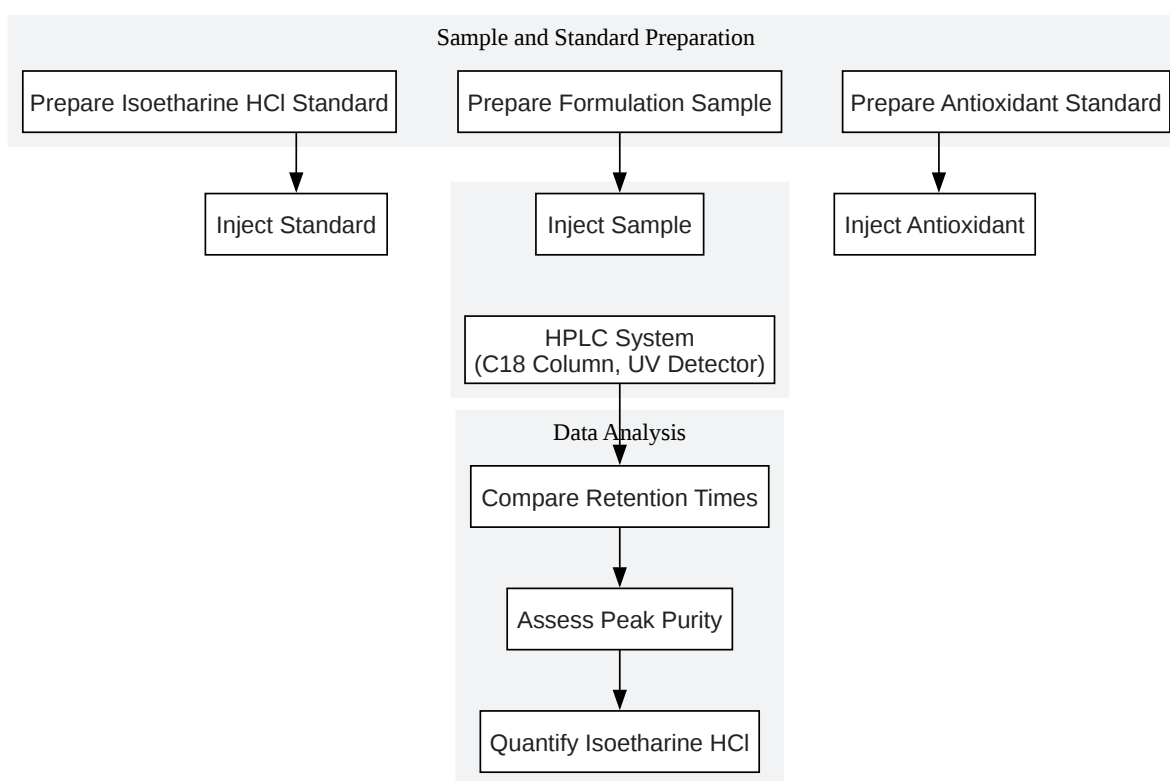 Sample and Standard Preparation
Prepare Isoetharine HCl Standard
Prepare Formulation Sample
Prepare Antioxidant Standard
Inject Standard
Inject Sample
Inject Antioxidant
HPLC System
(C18 Column, UV Detector)
Data Analysis
Compare Retention Times
Assess Peak Purity
Quantify Isoetharine HCl